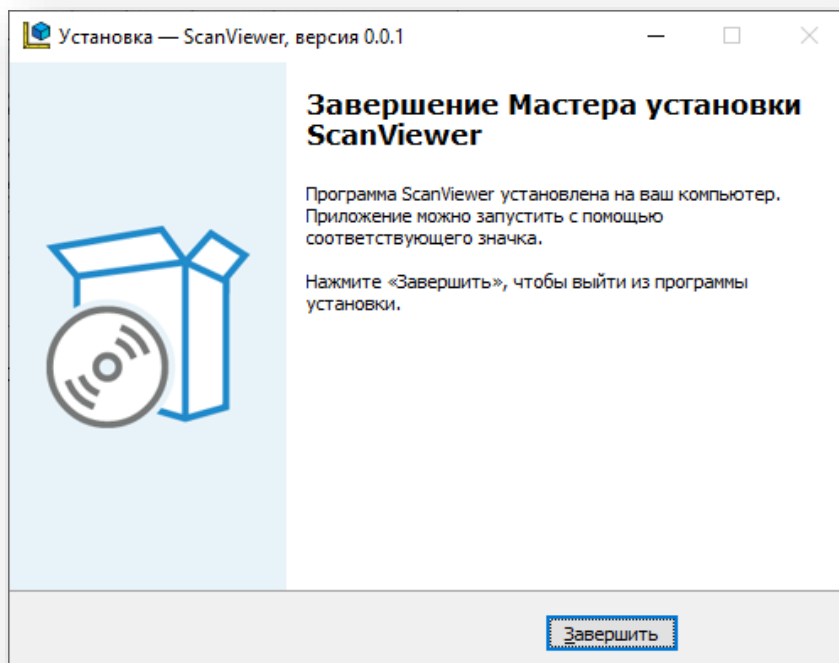 Установка — ScanViewer, версия 0.0.1
Завершение Мастера установки
ScanViewer
Программа ScanViewer установлена на ваш компьютер.
Приложение можно запустить с помощью
соответствующего значка.
Нажмите «Завершить», чтобы выйти из программы
установки.
Завершить